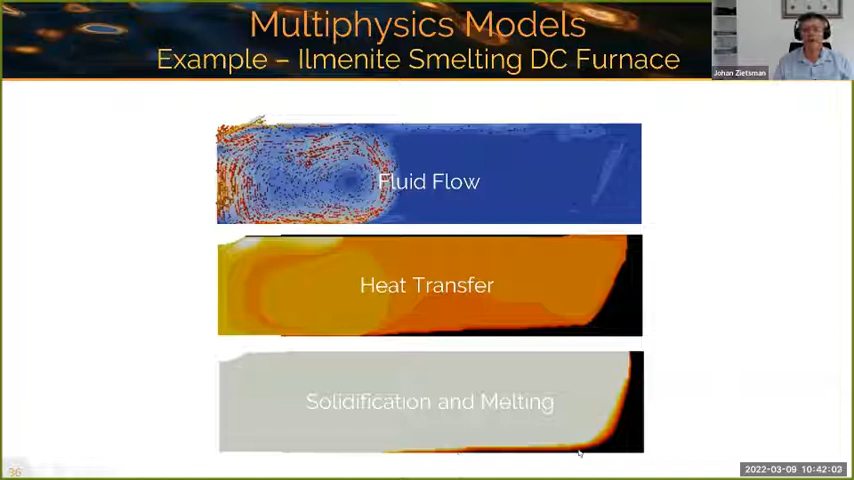 Multiphysics Models
Example – Ilmenite Smelting DC Furnace
Johan Zietsman
Fluid Flow
Heat Transfer
Solidification and Melting
36
2022-03-09 10:42:03